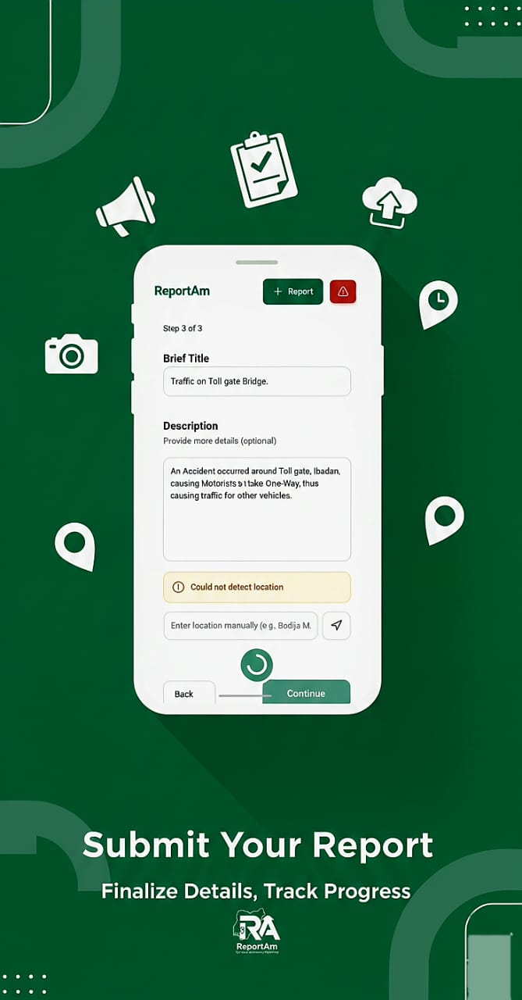 ReportAm
+ Report
Step 3 of 3
Brief Title
Traffic on Toll gate Bridge.
Description
Provide more details (optional)
An Accident occurred around Toll gate, Ibadan,
causing Motorists take One-Way, thus
causing traffic for other vehicles.
Could not detect location
Enter location manually (e.g., Bodija M.
Back
Continue
Submit Your Report
Finalize Details, Track Progress
RA
ReportAm